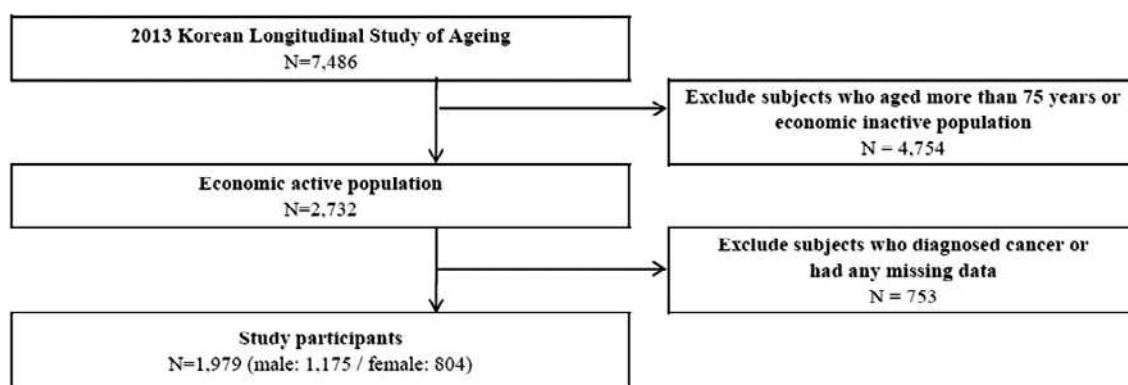 2013 Korean Longitudinal Study of Ageing
N=7,486
Exclude subjects who aged more than 75 years or
economic inactive population
N = 4,754
Economic active population
N=2,732
Exclude subjects who diagnosed cancer or
had any missing data
N = 753
Study participants
N=1,979 (male: 1,175 / female: 804)